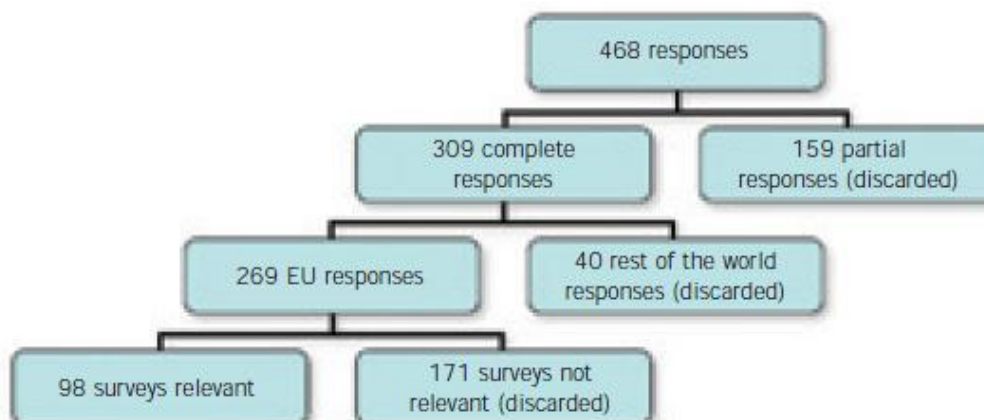 468 responses
309 complete
responses
159 partial
responses (discarded)
269 EU responses
40 rest of the world
responses (discarded)
98 surveys relevant
171 surveys not
relevant (discarded)